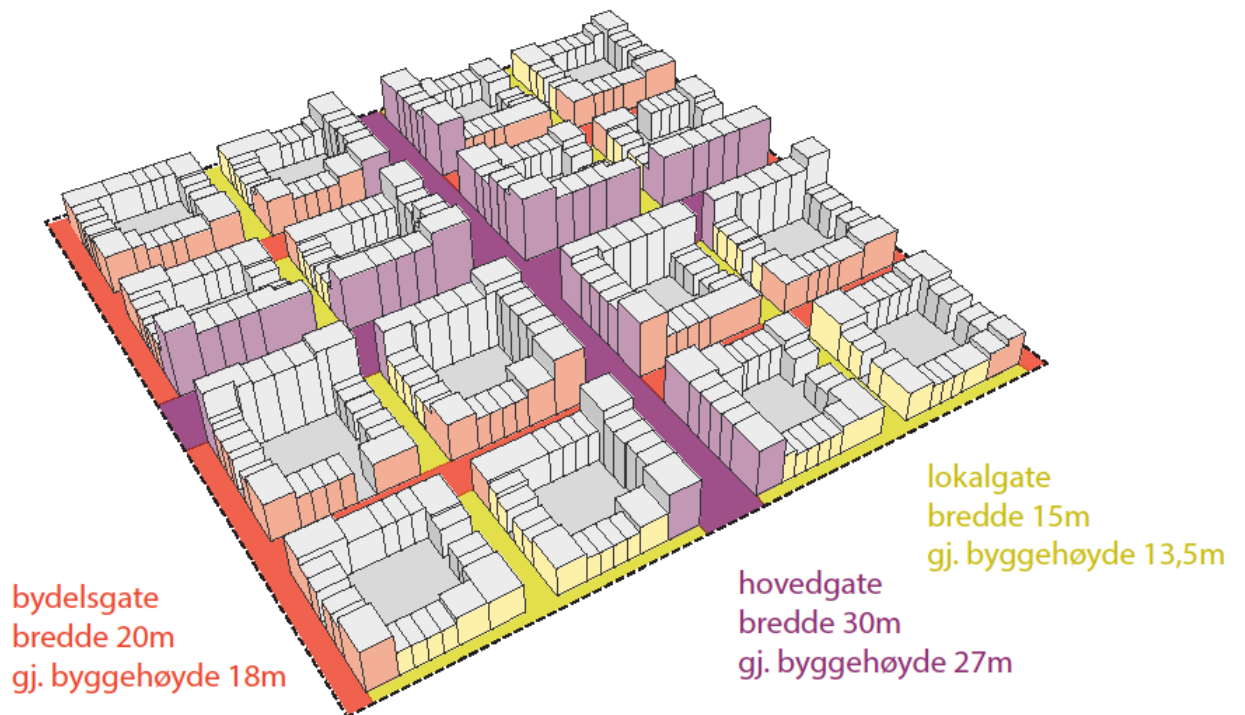 lokalgate
bredde 15m
gj. byggehøyde 13,5m
bydelsgate
bredde 20m
gj. byggehøyde 18m
hovedgate
bredde 30m
gj. byggehøyde 27m